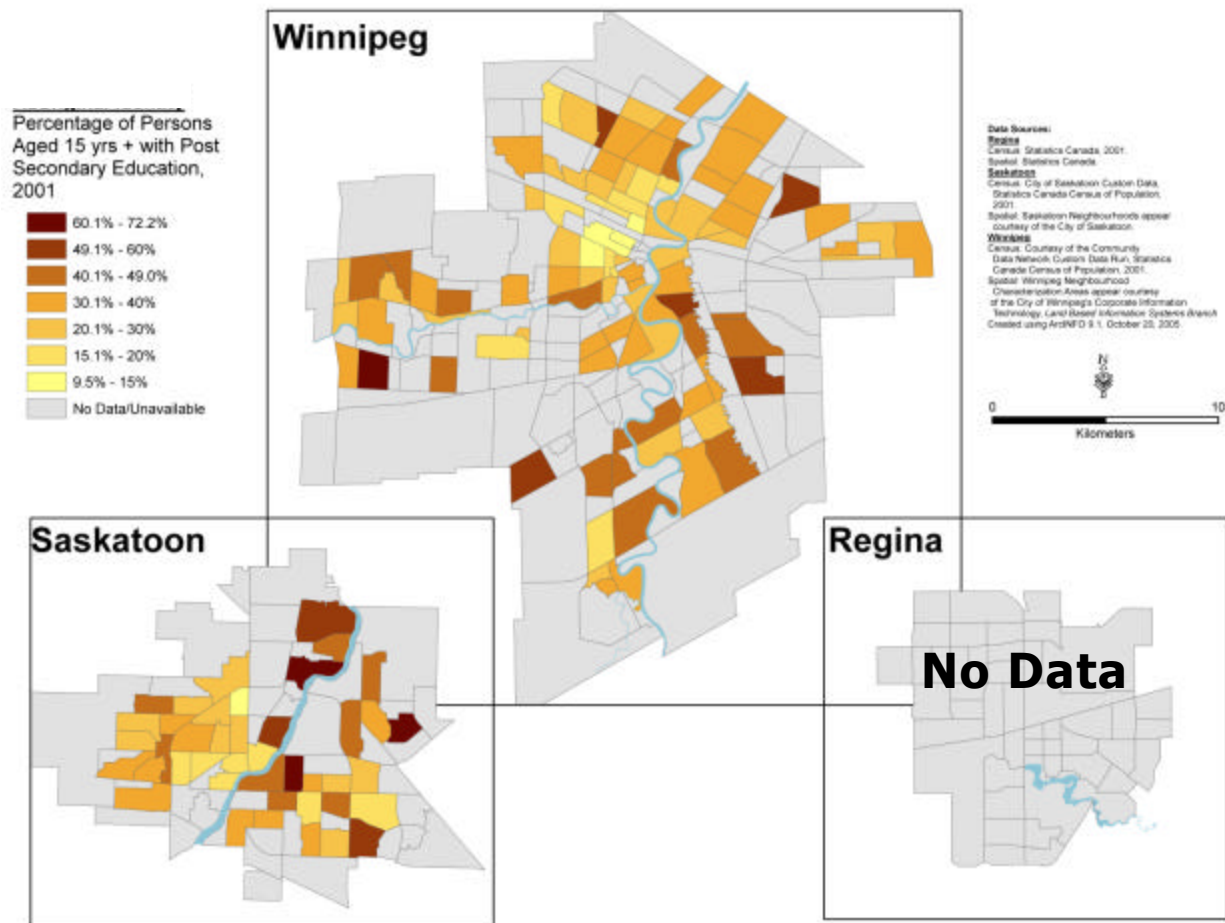 Winnipeg
Percentage of Persons
Aged 15 yrs + with Post
Secondary Education,
2001
60.1% - 72.2%
49.1% - 60%
40.1% - 49.0%
30.1% - 40%
20.1% - 30%
15.1% - 20%
9.5% - 15%
No Data/Unavailable
Data Sources:
Regina
Census: Statistics Canada, 2001.
Spatial: Statistics Canada.
Saskatoon
Census: City of Saskatoon Custom Data,
Statistics Canada Census of Population,
2001.
Spatial: Saskatoon Neighbourhoods appear
courtesy of the City of Saskatoon.
Winnipeg
Census: Courtesy of the Community
Data Network Custom Data Run, Statistics
Canada Census of Population, 2001.
Spatial: Winnipeg Neighbourhood
Characterization Areas appear courtesy
of the City of Winnipeg's Corporate Information
Technology, Land Based Information Systems Branch
Created using ArcINFO 9.1, October 20, 2005
N
0 10
Kilometers
Saskatoon
Regina
No Data